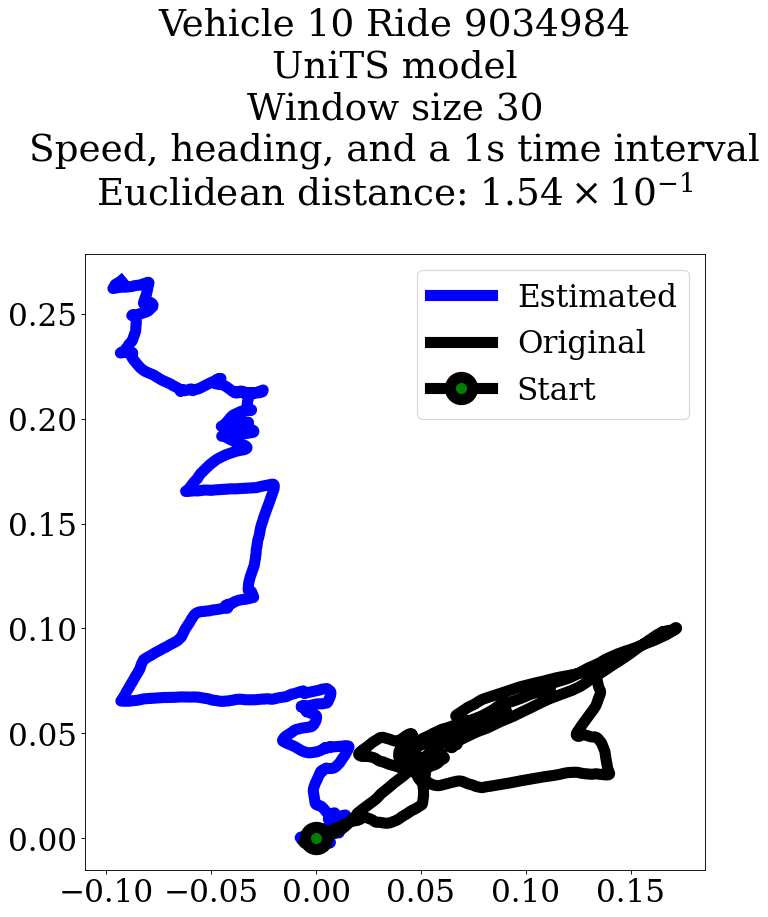 Vehicle 10 Ride 9034984
UniTS model
Window size 30
Speed, heading, and a 1s time interval
Euclidean distance: 1.54 × 10⁻¹
Estimated
Original
Start
0.25
0.20
0.15
0.10
0.05
0.00
−0.10 −0.05 0.00 0.05 0.10 0.15